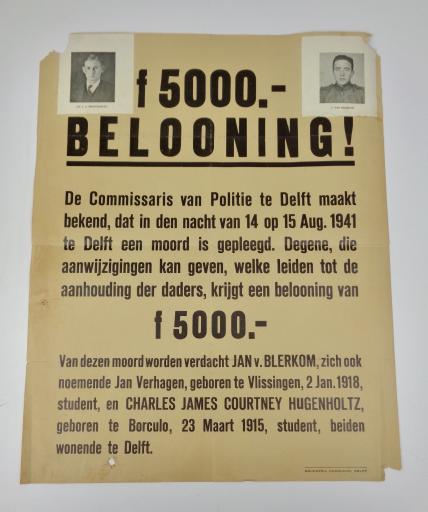 f 5000.-
BELOONING!
De Commissaris van Politie te Delft maakt
bekend, dat in den nacht van 14 op 15 Aug. 1941
te Delft een moord is gepleegd. Degene, die
aanwijzigingen kan geven, welke leiden tot de
aanhouding der daders, krijgt een belooning van
f 5000.-
Van dezen moord worden verdacht JAN v. BLERKOM, zich ook
noemende Jan Verhagen, geboren te Vlissingen, 2 Jan. 1918,
student, en CHARLES JAMES COURTNEY HUGENHOLTZ,
geboren te Borculo, 23 Maart 1915, student, beiden
wonende te Delft.